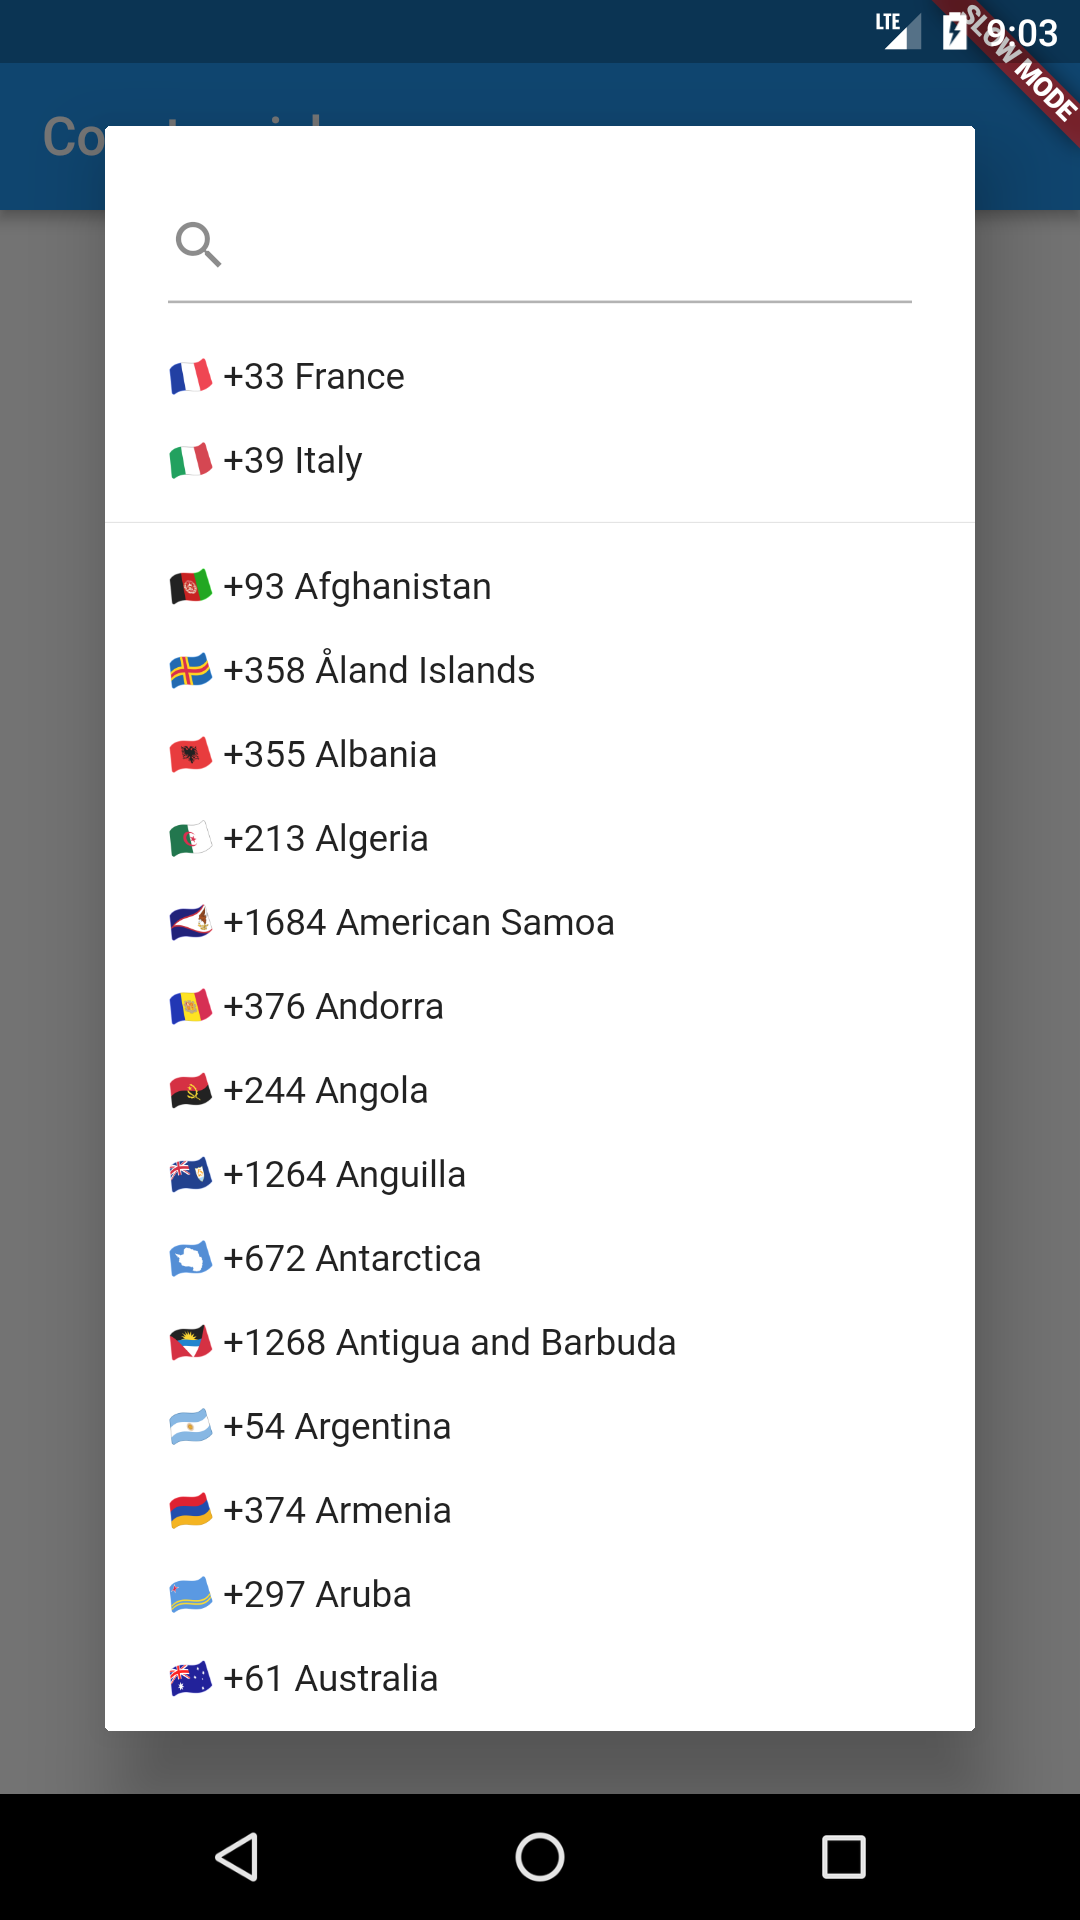 LTE 9:03
SLOW MODE
+33 France
+39 Italy
+93 Afghanistan
+358 Åland Islands
+355 Albania
+213 Algeria
+1684 American Samoa
+376 Andorra
+244 Angola
+1264 Anguilla
+672 Antarctica
+1268 Antigua and Barbuda
+54 Argentina
+374 Armenia
+297 Aruba
+61 Australia